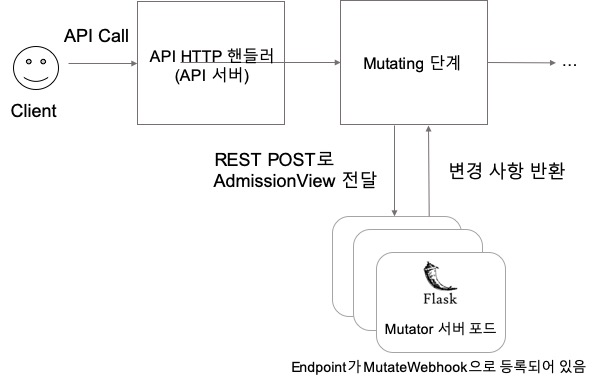 API Call
Client
API HTTP 핸들러
(API 서버)
Mutating 단계
...
REST POST로
AdmissionView 전달
변경 사항 반환
Flask
Mutator 서버 포드
Endpoint가 MutateWebhook으로 등록되어 있음